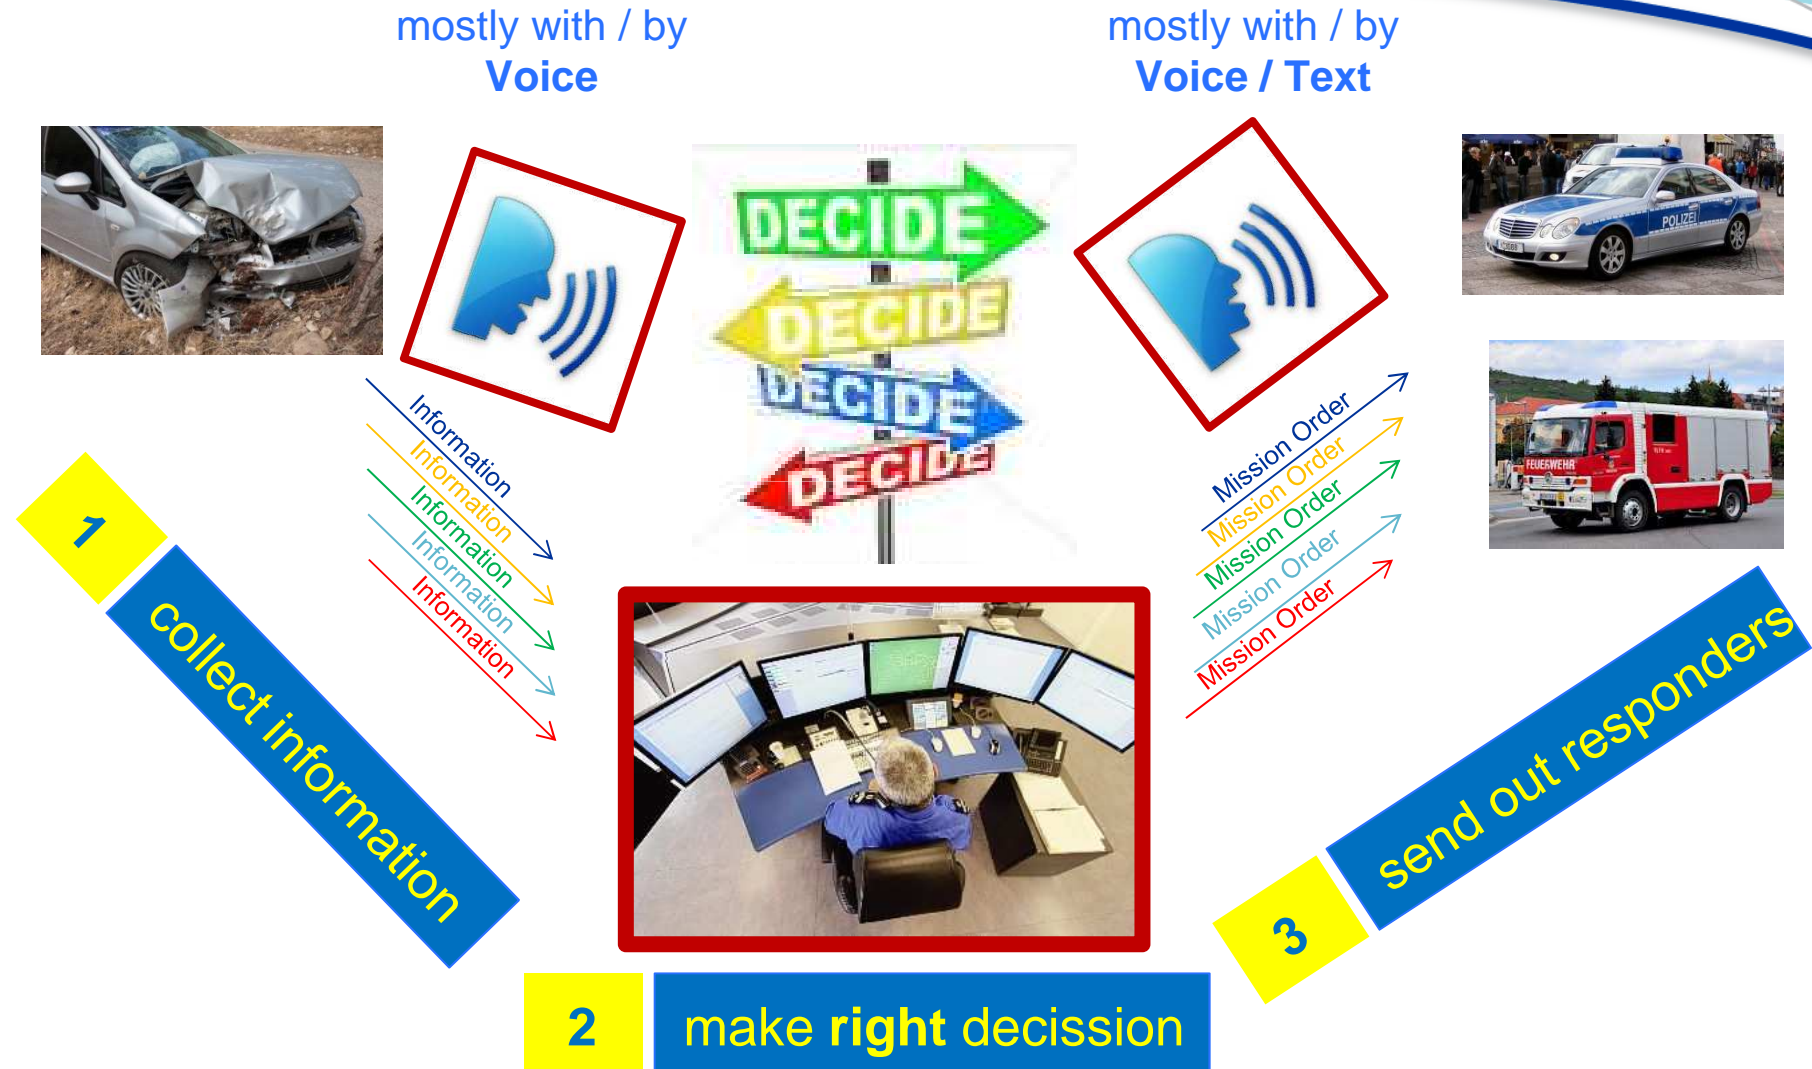 mostly with / by
Voice
mostly with / by
Voice / Text
DECIDE
DECIDE
DECIDE
DECIDE
POLIZEI
FEUERWEHR
Information
Information
Information
Information
Information
Mission Order
Mission Order
Mission Order
Mission Order
Mission Order
1
collect information
2
make right decission
3
send out responders